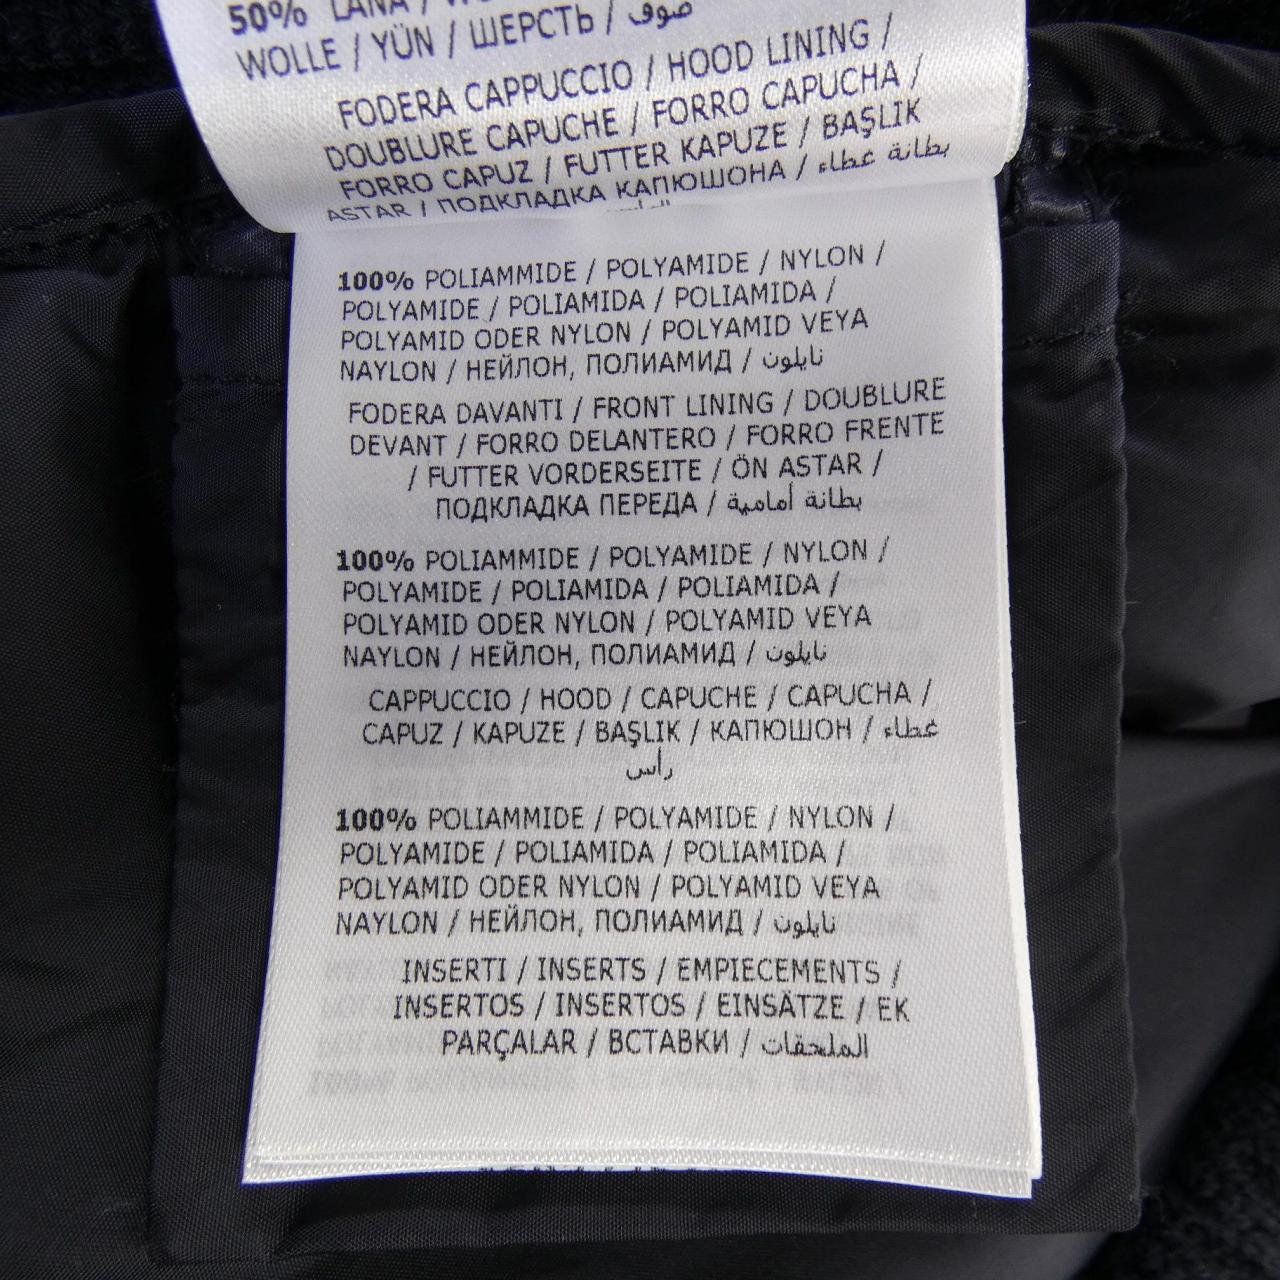 50% LANA /
WOLLE / YÜN / ШЕРСТЬ / صوف
FODERA CAPPUCCIO / HOOD LINING /
DOUBLURE CAPUCHE / FORRO CAPUCHA /
FORRO CAPUZ / FUTTER KAPUZE / BAŞLIK
ASTAR / ПОДКЛАДКА КАПЮШОНА / بطانة غطاء
100% POLIAMMIDE / POLYAMIDE / NYLON /
POLYAMIDE / POLIAMIDA / POLIAMIDA /
POLYAMID ODER NYLON / POLYAMID VEYA
NAYLON / НЕЙЛОН, ПОЛИАМИД / نايلون
FODERA DAVANTI / FRONT LINING / DOUBLURE
DEVANT / FORRO DELANTERO / FORRO FRENTE
/ FUTTER VORDERSEITE / ÖN ASTAR /
ПОДКЛАДКА ПЕРЕДА / بطانة أمامية
100% POLIAMMIDE / POLYAMIDE / NYLON /
POLYAMIDE / POLIAMIDA / POLIAMIDA /
POLYAMID ODER NYLON / POLYAMID VEYA
NAYLON / НЕЙЛОН, ПОЛИАМИД / نايلون
CAPPUCCIO / HOOD / CAPUCHE / CAPUCHA /
CAPUZ / KAPUZE / BAŞLIK / КАПЮШОН / غطاء
رأس
100% POLIAMMIDE / POLYAMIDE / NYLON /
POLYAMIDE / POLIAMIDA / POLIAMIDA /
POLYAMID ODER NYLON / POLYAMID VEYA
NAYLON / НЕЙЛОН, ПОЛИАМИД / نايلون
INSERTI / INSERTS / EMPIECEMENTS /
INSERTOS / INSERTOS / EINSÄTZE / EK
PARÇALAR / ВСТАВКИ / الملحقات